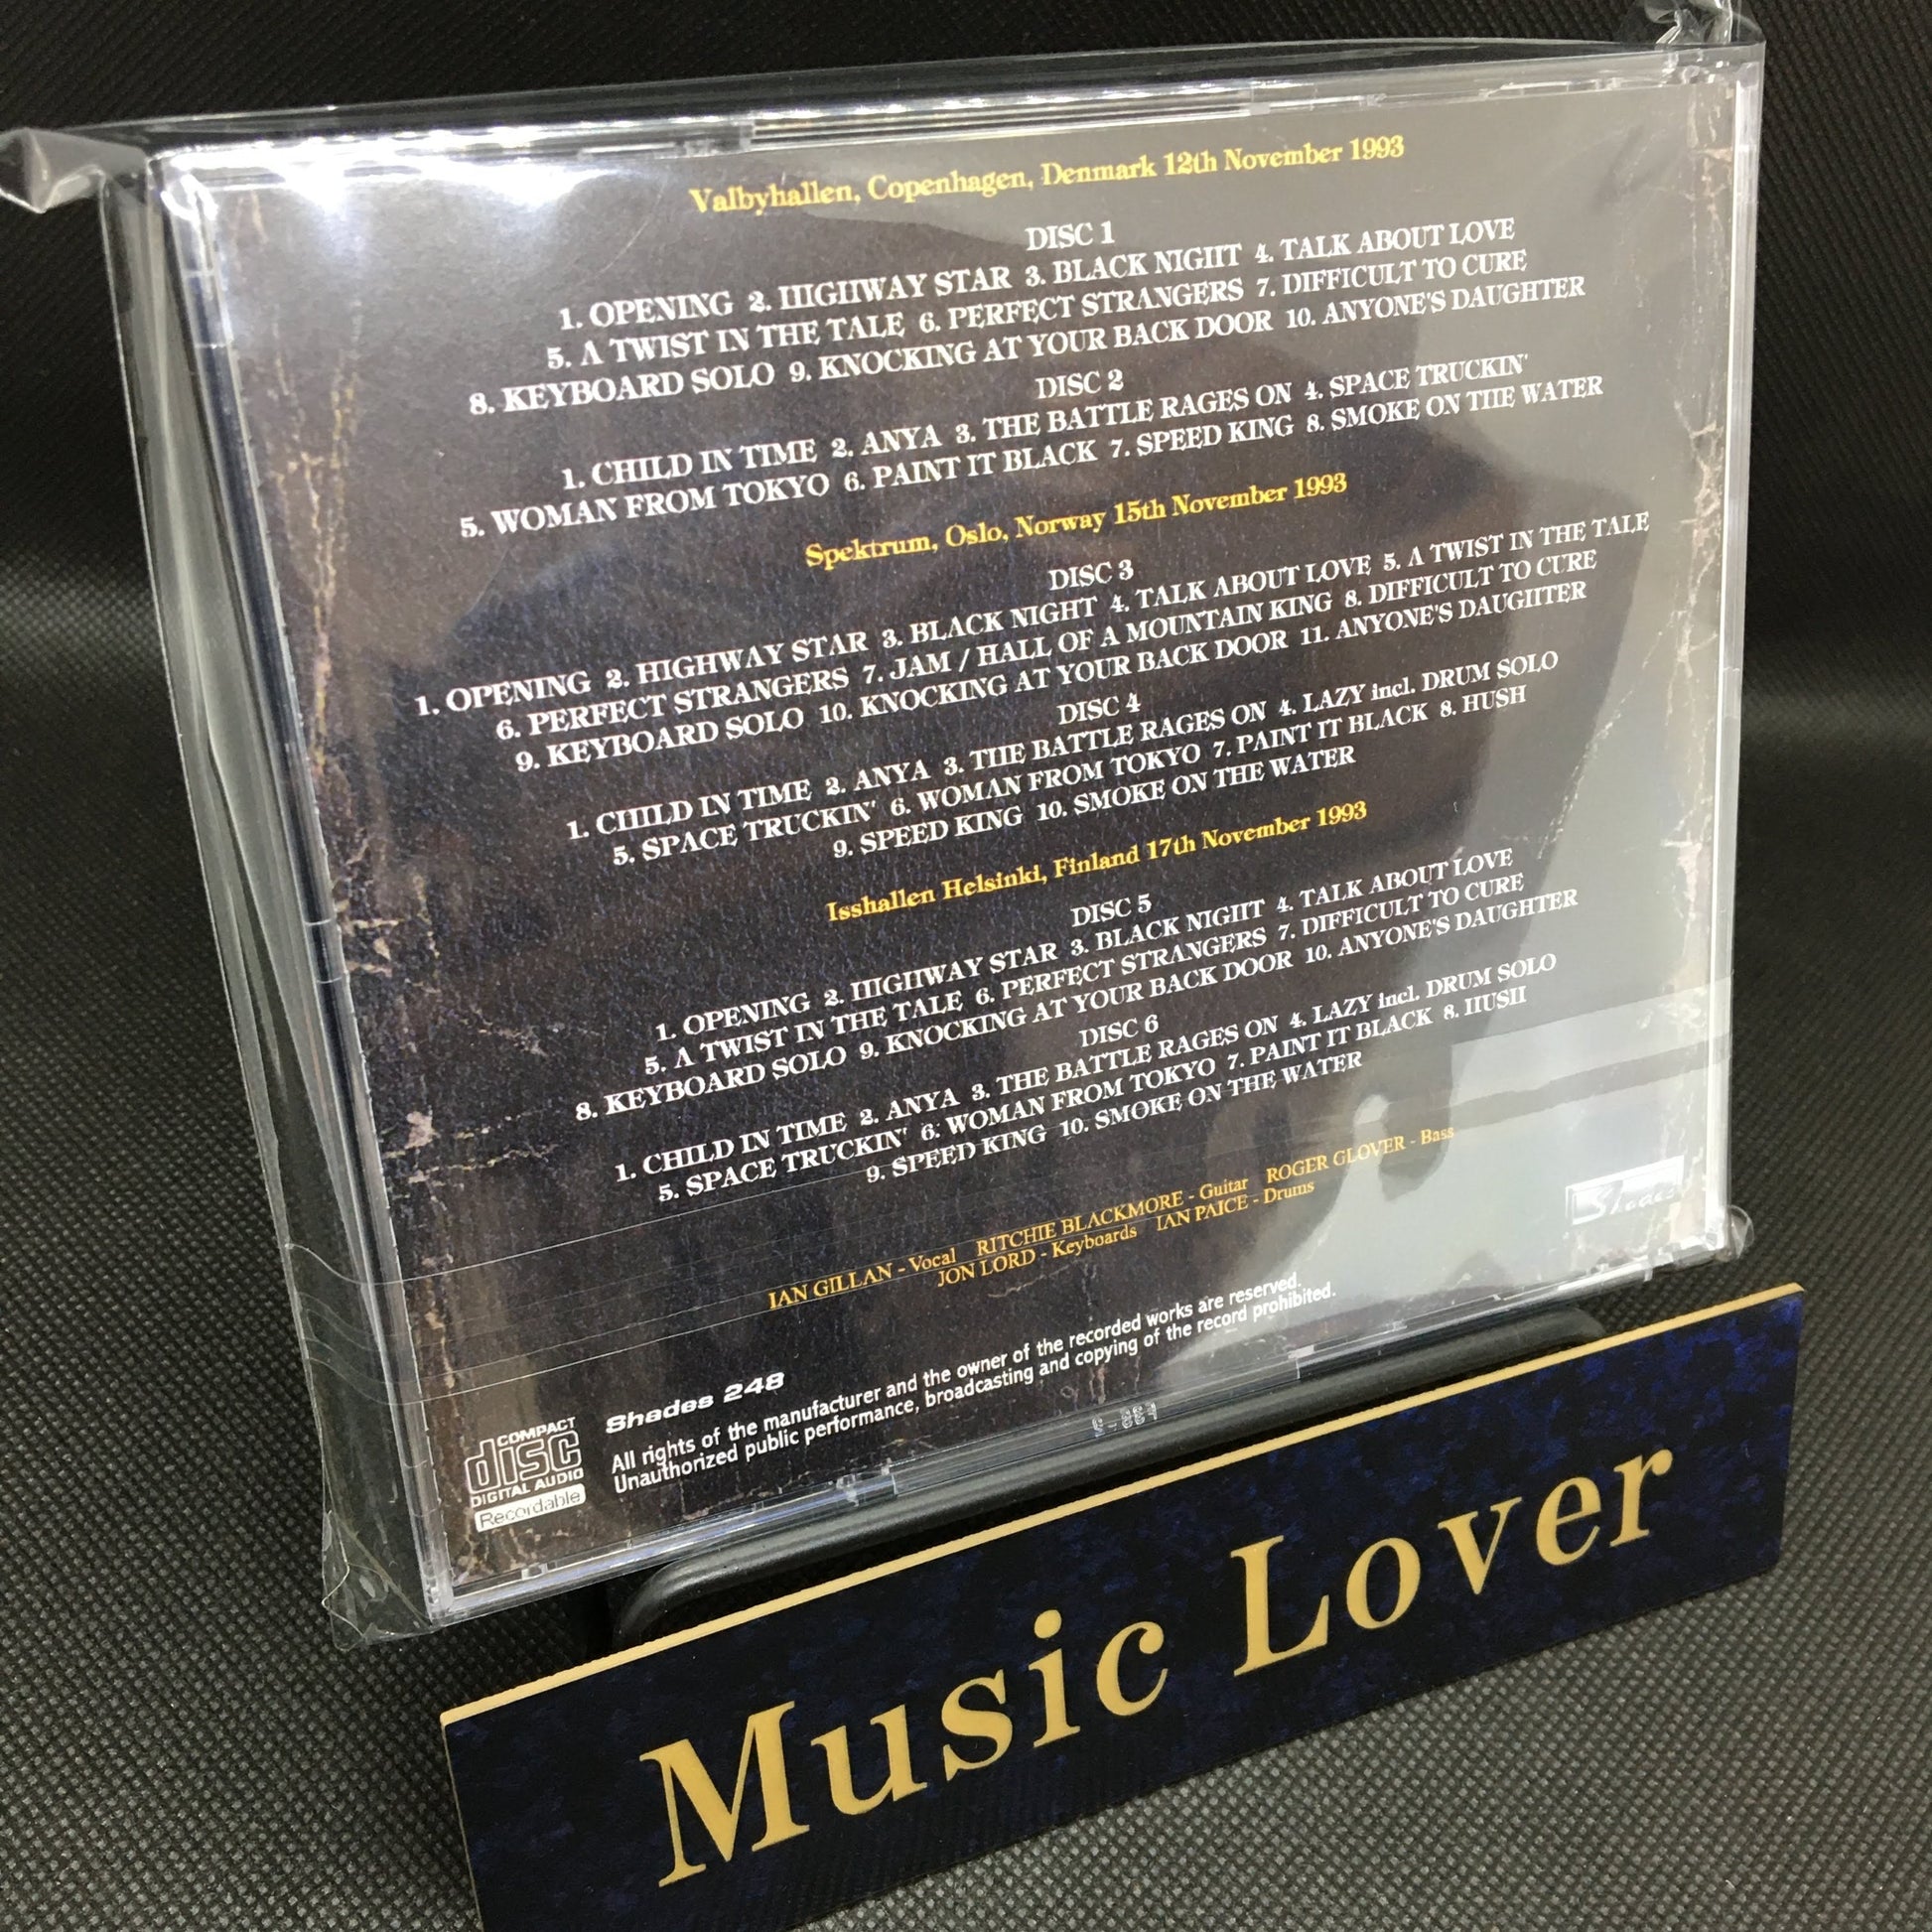 Valbyhallen, Copenhagen, Denmark 12th November 1993
DISC 1
1. OPENING 2. HIGHWAY STAR 3. BLACK NIGHT 4. TALK ABOUT LOVE
5. A TWIST IN THE TALE 6. PERFECT STRANGERS 7. DIFFICULT TO CURE
8. KEYBOARD SOLO 9. KNOCKING AT YOUR BACK DOOR 10. ANYONE'S DAUGHTER
DISC 2
1. CHILD IN TIME 2. ANYA 3. THE BATTLE RAGES ON 4. SPACE TRUCKIN'
5. WOMAN FROM TOKYO 6. PAINT IT BLACK 7. SPEED KING 8. SMOKE ON THE WATER
Spektrum, Oslo, Norway 15th November 1993
DISC 3
1. OPENING 2. HIGHWAY STAR 3. BLACK NIGHT 4. TALK ABOUT LOVE 5. A TWIST IN THE TALE
6. PERFECT STRANGERS 7. JAM / HALL OF A MOUNTAIN KING 8. DIFFICULT TO CURE
9. KEYBOARD SOLO 10. KNOCKING AT YOUR BACK DOOR 11. ANYONE'S DAUGHTER
DISC 4
1. CHILD IN TIME 2. ANYA 3. THE BATTLE RAGES ON 4. LAZY incl. DRUM SOLO
5. SPACE TRUCKIN' 6. WOMAN FROM TOKYO 7. PAINT IT BLACK 8. HUSH
9. SPEED KING 10. SMOKE ON THE WATER
Isshallen Helsinki, Finland 17th November 1993
DISC 5
1. OPENING 2. HIGHWAY STAR 3. BLACK NIGHT 4. TALK ABOUT LOVE
5. A TWIST IN THE TALE 6. PERFECT STRANGERS 7. DIFFICULT TO CURE
8. KEYBOARD SOLO 9. KNOCKING AT YOUR BACK DOOR 10. ANYONE'S DAUGHTER
DISC 6
1. CHILD IN TIME 2. ANYA 3. THE BATTLE RAGES ON 4. LAZY incl. DRUM SOLO
5. SPACE TRUCKIN' 6. WOMAN FROM TOKYO 7. PAINT IT BLACK 8. HUSH
9. SPEED KING 10. SMOKE ON THE WATER
IAN GILLAN - Vocal RITCHIE BLACKMORE - Guitar ROGER GLOVER - Bass
JON LORD - Keyboards IAN PAICE - Drums
Shades
COMPACT
disc
DIGITAL AUDIO
Recordable
Shades 248
All rights of the manufacturer and the owner of the recorded works are reserved.
Unauthorized public performance, broadcasting and copying of the record prohibited.
Music Lover